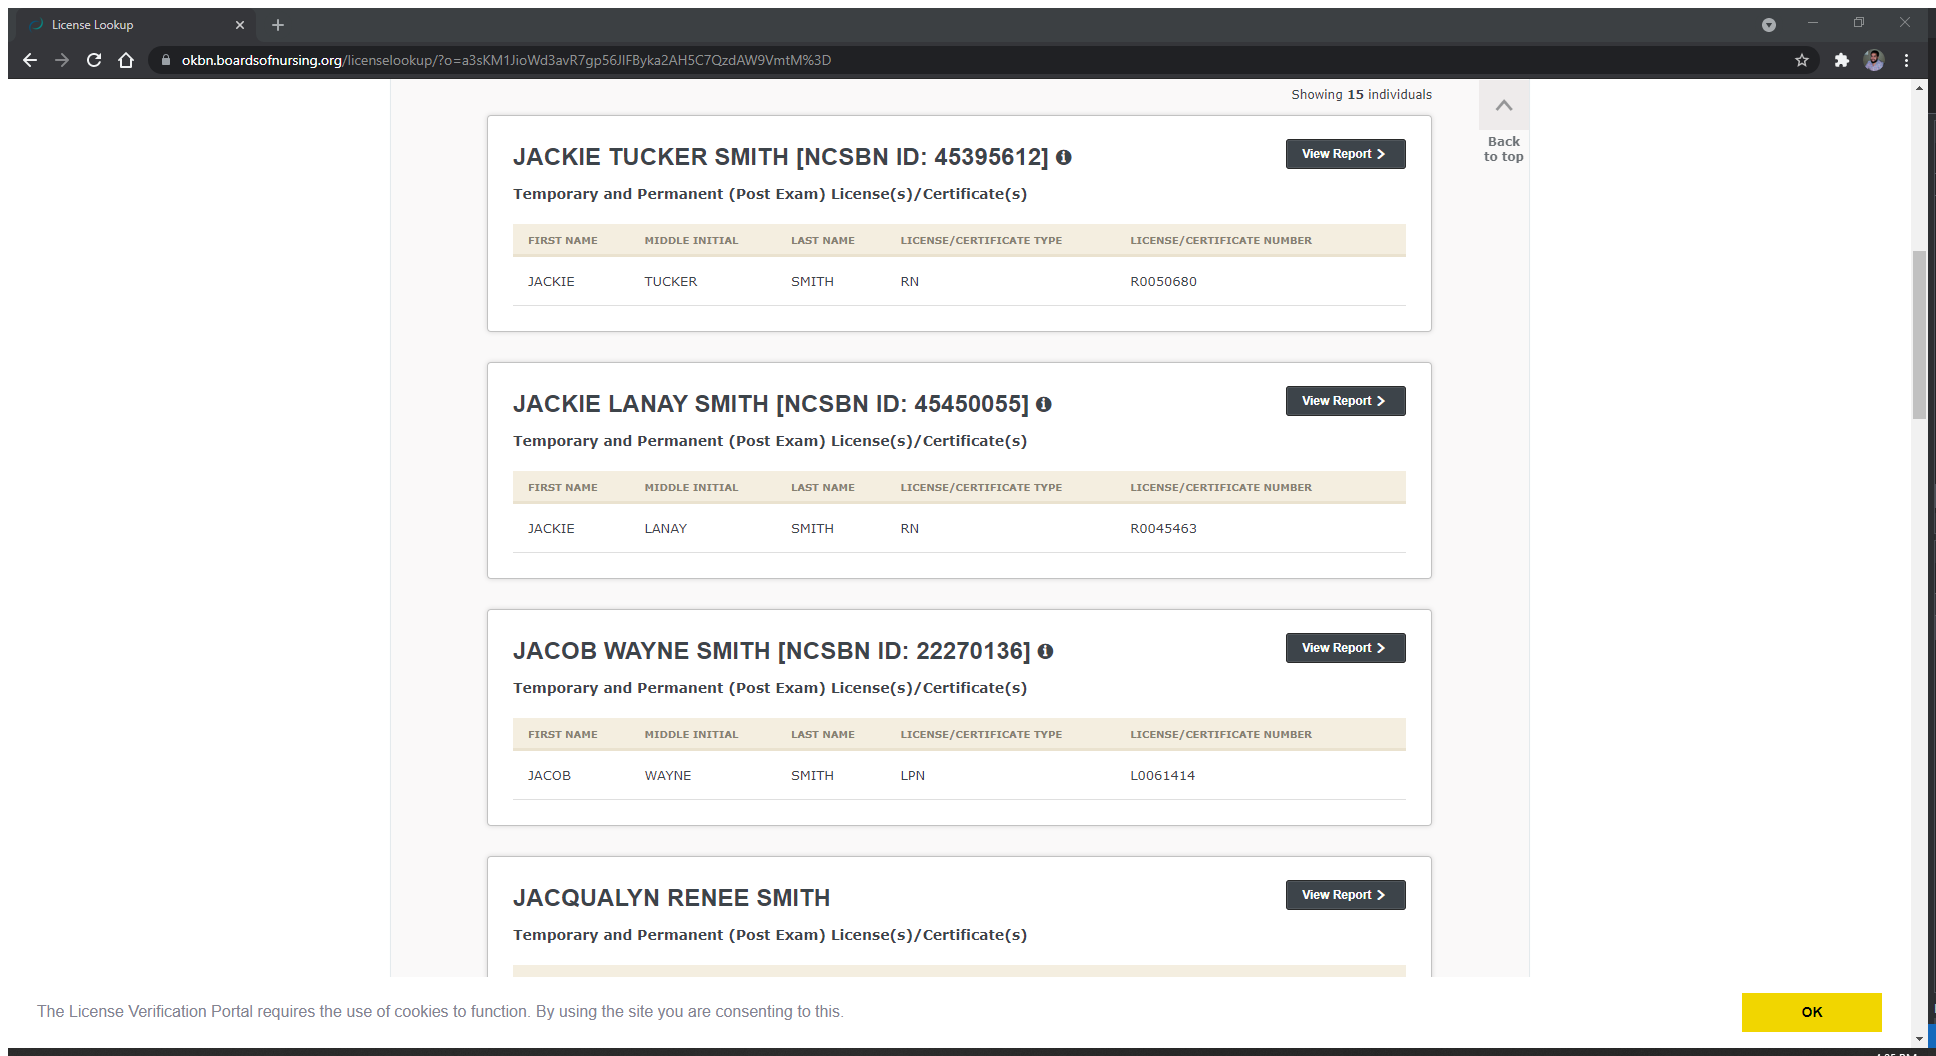 License Lookup
okbn.boardsofnursing.org/licenselookup/?o=a3sKM1JioWd3avR7gp56JIFByka2AH5C7QzdAW9VmtM%3D
Showing 15 individuals
Back
to top
JACKIE TUCKER SMITH [NCSBN ID: 45395612]
View Report
Temporary and Permanent (Post Exam) License(s)/Certificate(s)
FIRST NAME MIDDLE INITIAL LAST NAME LICENSE/CERTIFICATE TYPE LICENSE/CERTIFICATE NUMBER
JACKIE TUCKER SMITH RN R0050680
JACKIE LANAY SMITH [NCSBN ID: 45450055]
View Report
Temporary and Permanent (Post Exam) License(s)/Certificate(s)
FIRST NAME MIDDLE INITIAL LAST NAME LICENSE/CERTIFICATE TYPE LICENSE/CERTIFICATE NUMBER
JACKIE LANAY SMITH RN R0045463
JACOB WAYNE SMITH [NCSBN ID: 22270136]
View Report
Temporary and Permanent (Post Exam) License(s)/Certificate(s)
FIRST NAME MIDDLE INITIAL LAST NAME LICENSE/CERTIFICATE TYPE LICENSE/CERTIFICATE NUMBER
JACOB WAYNE SMITH LPN L0061414
JACQUALYN RENEE SMITH
View Report
Temporary and Permanent (Post Exam) License(s)/Certificate(s)
The License Verification Portal requires the use of cookies to function. By using the site you are consenting to this.
OK